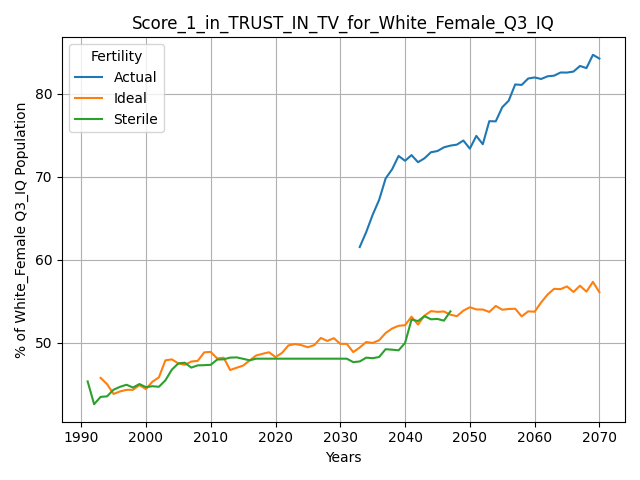 Score_1_in_TRUST_IN_TV_for_White_Female_Q3_IQ
Fertility
Actual
Ideal
Sterile
% of White_Female Q3_IQ Population
80
70
60
50
1990 2000 2010 2020 2030 2040 2050 2060 2070
Years